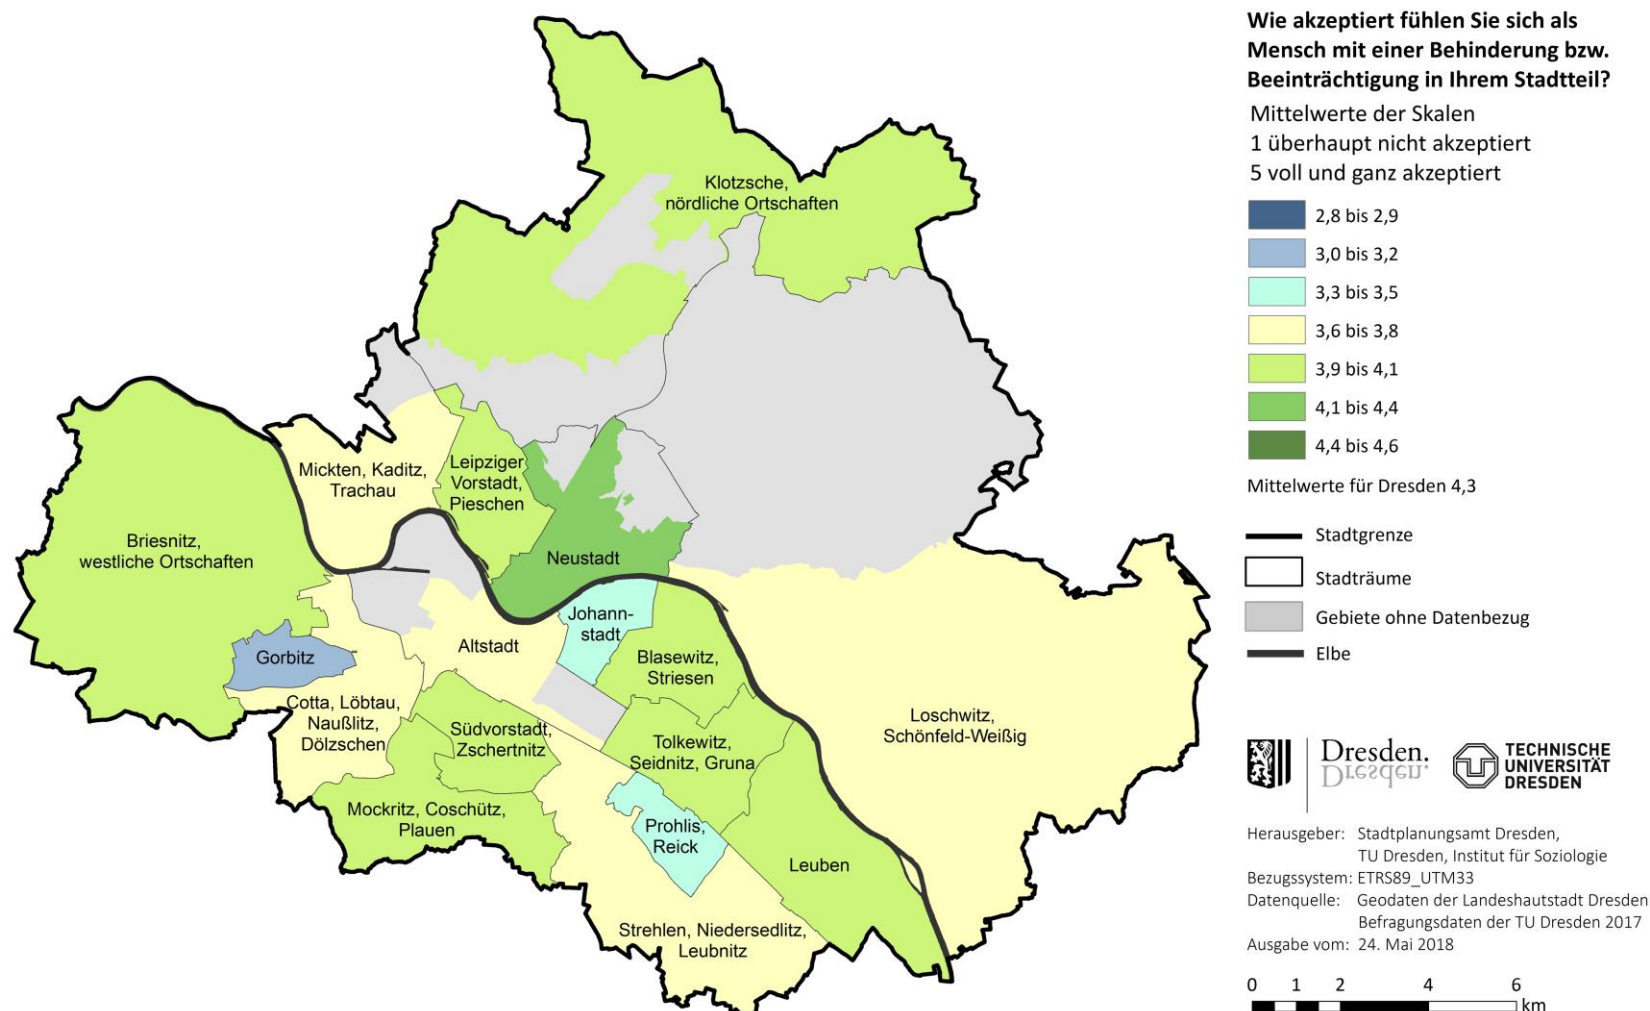 Wie akzeptiert fühlen Sie sich als
Mensch mit einer Behinderung bzw.
Beeinträchtigung in Ihrem Stadtteil?
Mittelwerte der Skalen
1 überhaupt nicht akzeptiert
5 voll und ganz akzeptiert
2,8 bis 2,9
3,0 bis 3,2
3,3 bis 3,5
3,6 bis 3,8
3,9 bis 4,1
4,1 bis 4,4
4,4 bis 4,6
Mittelwerte für Dresden 4,3
Stadtgrenze
Stadträume
Gebiete ohne Datenbezug
Elbe
Klotzsche,
nördliche Ortschaften
Mickten, Kaditz,
Trachau
Leipziger
Vorstadt,
Pieschen
Briesnitz,
westliche Ortschaften
Neustadt
Johann-
stadt
Altstadt
Gorbitz
Blasewitz,
Striesen
Cotta, Löbtau,
Naußlitz,
Dölzschen
Südvorstadt,
Zschertnitz
Tolkewitz,
Seidnitz, Gruna
Loschwitz,
Schönfeld-Weißig
Mockritz, Coschütz,
Plauen
Prohlis,
Reick
Leuben
Strehlen, Niedersedlitz,
Leubnitz
Dresden.
Dresden.
TECHNISCHE
UNIVERSITÄT
DRESDEN
Herausgeber: Stadtplanungsamt Dresden,
TU Dresden, Institut für Soziologie
Bezugssystem: ETRS89_UTM33
Datenquelle: Geodaten der Landeshautstadt Dresden
Befragungsdaten der TU Dresden 2017
Ausgabe vom: 24. Mai 2018
0 1 2 4 6
km